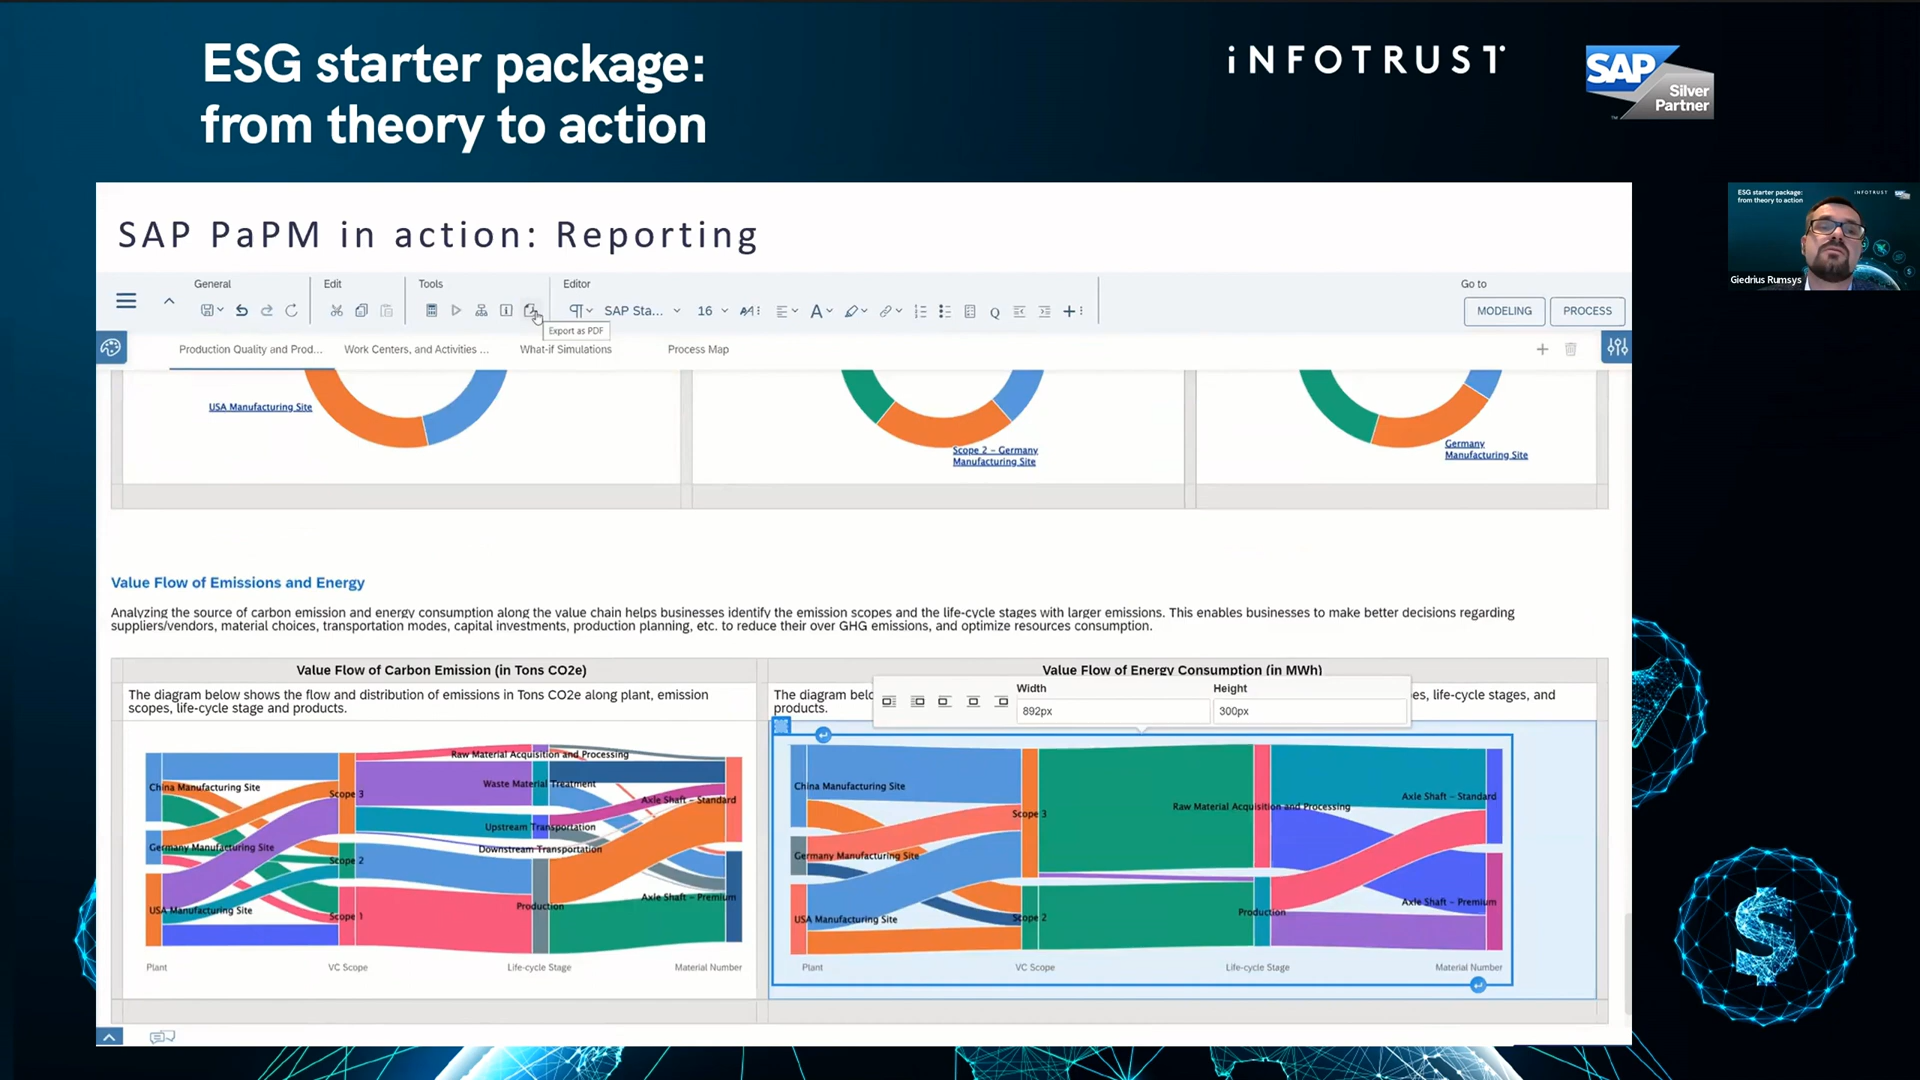 ESG starter package:
from theory to action
INFOTRUST
SAP
Silver
Partner
ESG starter package:
from theory to action
INFOTRUST
Giedrius Rumsys
SAP PaPM in action: Reporting
General
Edit
Tools
Editor
Go to
SAP Sta...
16
MODELING
PROCESS
Export as PDF
Production Quality and Prod...
Work Centers, and Activities ...
What-if Simulations
Process Map
USA Manufacturing Site
Scope 2 - Germany
Manufacturing Site
Germany
Manufacturing Site
Value Flow of Emissions and Energy
Analyzing the source of carbon emission and energy consumption along the value chain helps businesses identify the emission scopes and the life-cycle stages with larger emissions. This enables businesses to make better decisions regarding
suppliers/vendors, material choices, transportation modes, capital investments, production planning, etc. to reduce their over GHG emissions, and optimize resources consumption.
Value Flow of Carbon Emission (in Tons CO2e)
The diagram below shows the flow and distribution of emissions in Tons CO2e along plant, emission
scopes, life-cycle stage and products.
Raw Material Acquisition and Processing
China Manufacturing Site
Waste Material Treatment
Scope 3
Axle Shaft - Standard
Upstream Transportation
Germany Manufacturing Site
Downstream Transportation
Scope 2
Axle Shaft - Premium
USA Manufacturing Site
Scope 1
Production
Plant
VC Scope
Life-cycle Stage
Material Number
Value Flow of Energy Consumption (in MWh)
The diagram
life-cycle stages, and
products.
Width
Height
892px
300px
China Manufacturing Site
Axle Shaft - Standard
Raw Material Acquisition and Processing
Scope 3
Germany Manufacturing Site
Axle Shaft - Premium
USA Manufacturing Site
Scope 2
Production
Plant
VC Scope
Life-cycle Stage
Material Number
$